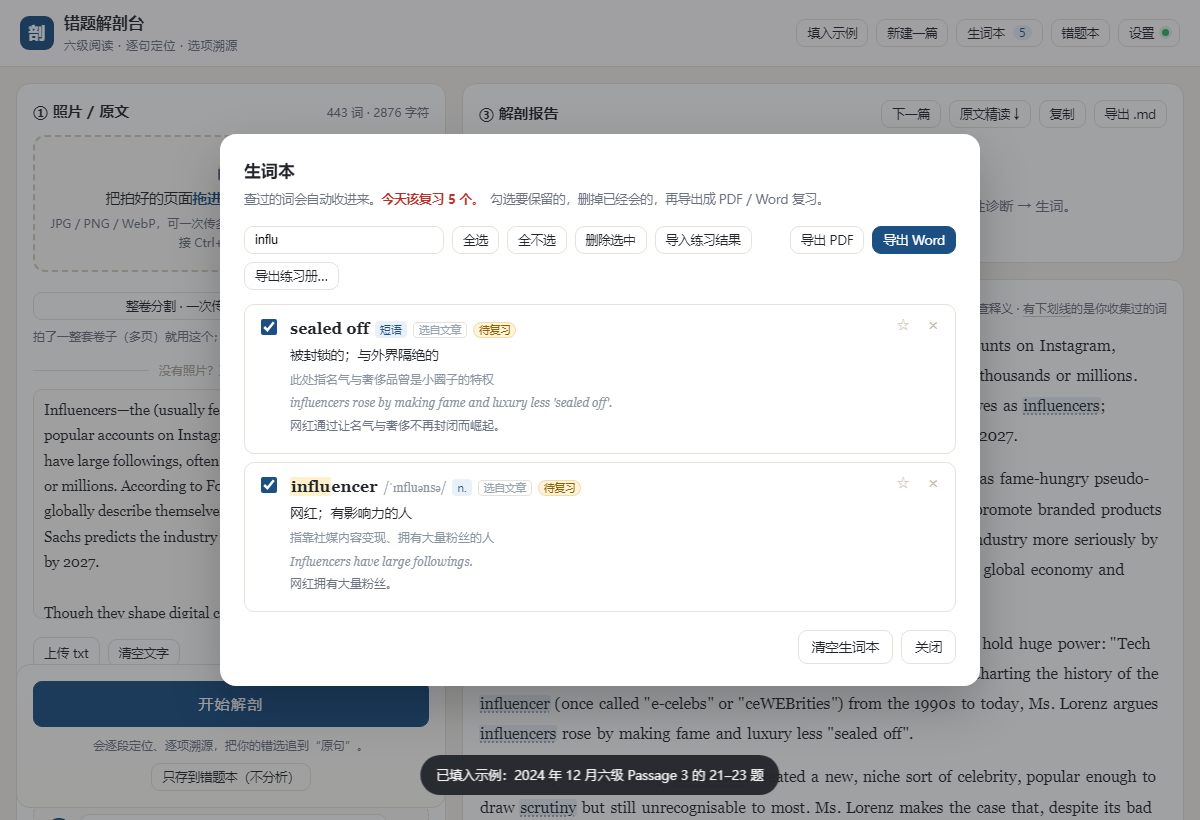 剖 错题解剖台
六级阅读 · 逐句定位 · 选项溯源
填入示例 新建一篇 生词本 5 错题本 设置
① 照片 / 原文 443 词 · 2876 字符
把拍好的页面拖进
JPG / PNG / WebP，可一次传多
接 Ctrl+
整卷分割 · 一次传
拍了一整套卷子（多页）就用这个；
没有照片？
Influencers—the (usually fe
popular accounts on Instagr
have large followings, often
or millions. According to Fo
globally describe themselve
Sachs predicts the industry
by 2027.
Though they shape digital c
上传 txt 清空文字
开始解剖
会逐段定位、逐项溯源，把你的错选追到“原句”。
只存到错题本（不分析）
③ 解剖报告 下一篇 原文精读↓ 复制 导出 .md
性诊断 → 生词。
查释义 · 有下划线的是你收集过的词
unts on Instagram,
thousands or millions.
ves as influencers;
2027.
as fame-hungry pseudo-
promote branded products
ndustry more seriously by
global economy and
hold huge power: "Tech
charting the history of the
influencer (once called "e-celebs" or "ceWEBrities") from the 1990s to today, Ms. Lorenz argues
influencers rose by making fame and luxury less "sealed off".
ated a new, niche sort of celebrity, popular enough to
draw scrutiny but still unrecognisable to most. Ms. Lorenz makes the case that, despite its bad
生词本
查过的词会自动收进来。今天该复习 5 个。 勾选要保留的，删掉已经会的，再导出成 PDF / Word 复习。
influ 全选 全不选 删除选中 导入练习结果 导出 PDF 导出 Word
导出练习册…
sealed off 短语 选自文章 待复习 ☆ ×
被封锁的；与外界隔绝的
此处指名气与奢侈品曾是小圈子的特权
influencers rose by making fame and luxury less 'sealed off'.
网红通过让名气与奢侈不再封闭而崛起。
influencer /ˈɪnfluənsə/ n. 选自文章 待复习 ☆ ×
网红；有影响力的人
指靠社媒内容变现、拥有大量粉丝的人
Influencers have large followings.
网红拥有大量粉丝。
清空生词本 关闭
已填入示例：2024 年 12 月六级 Passage 3 的 21–23 题